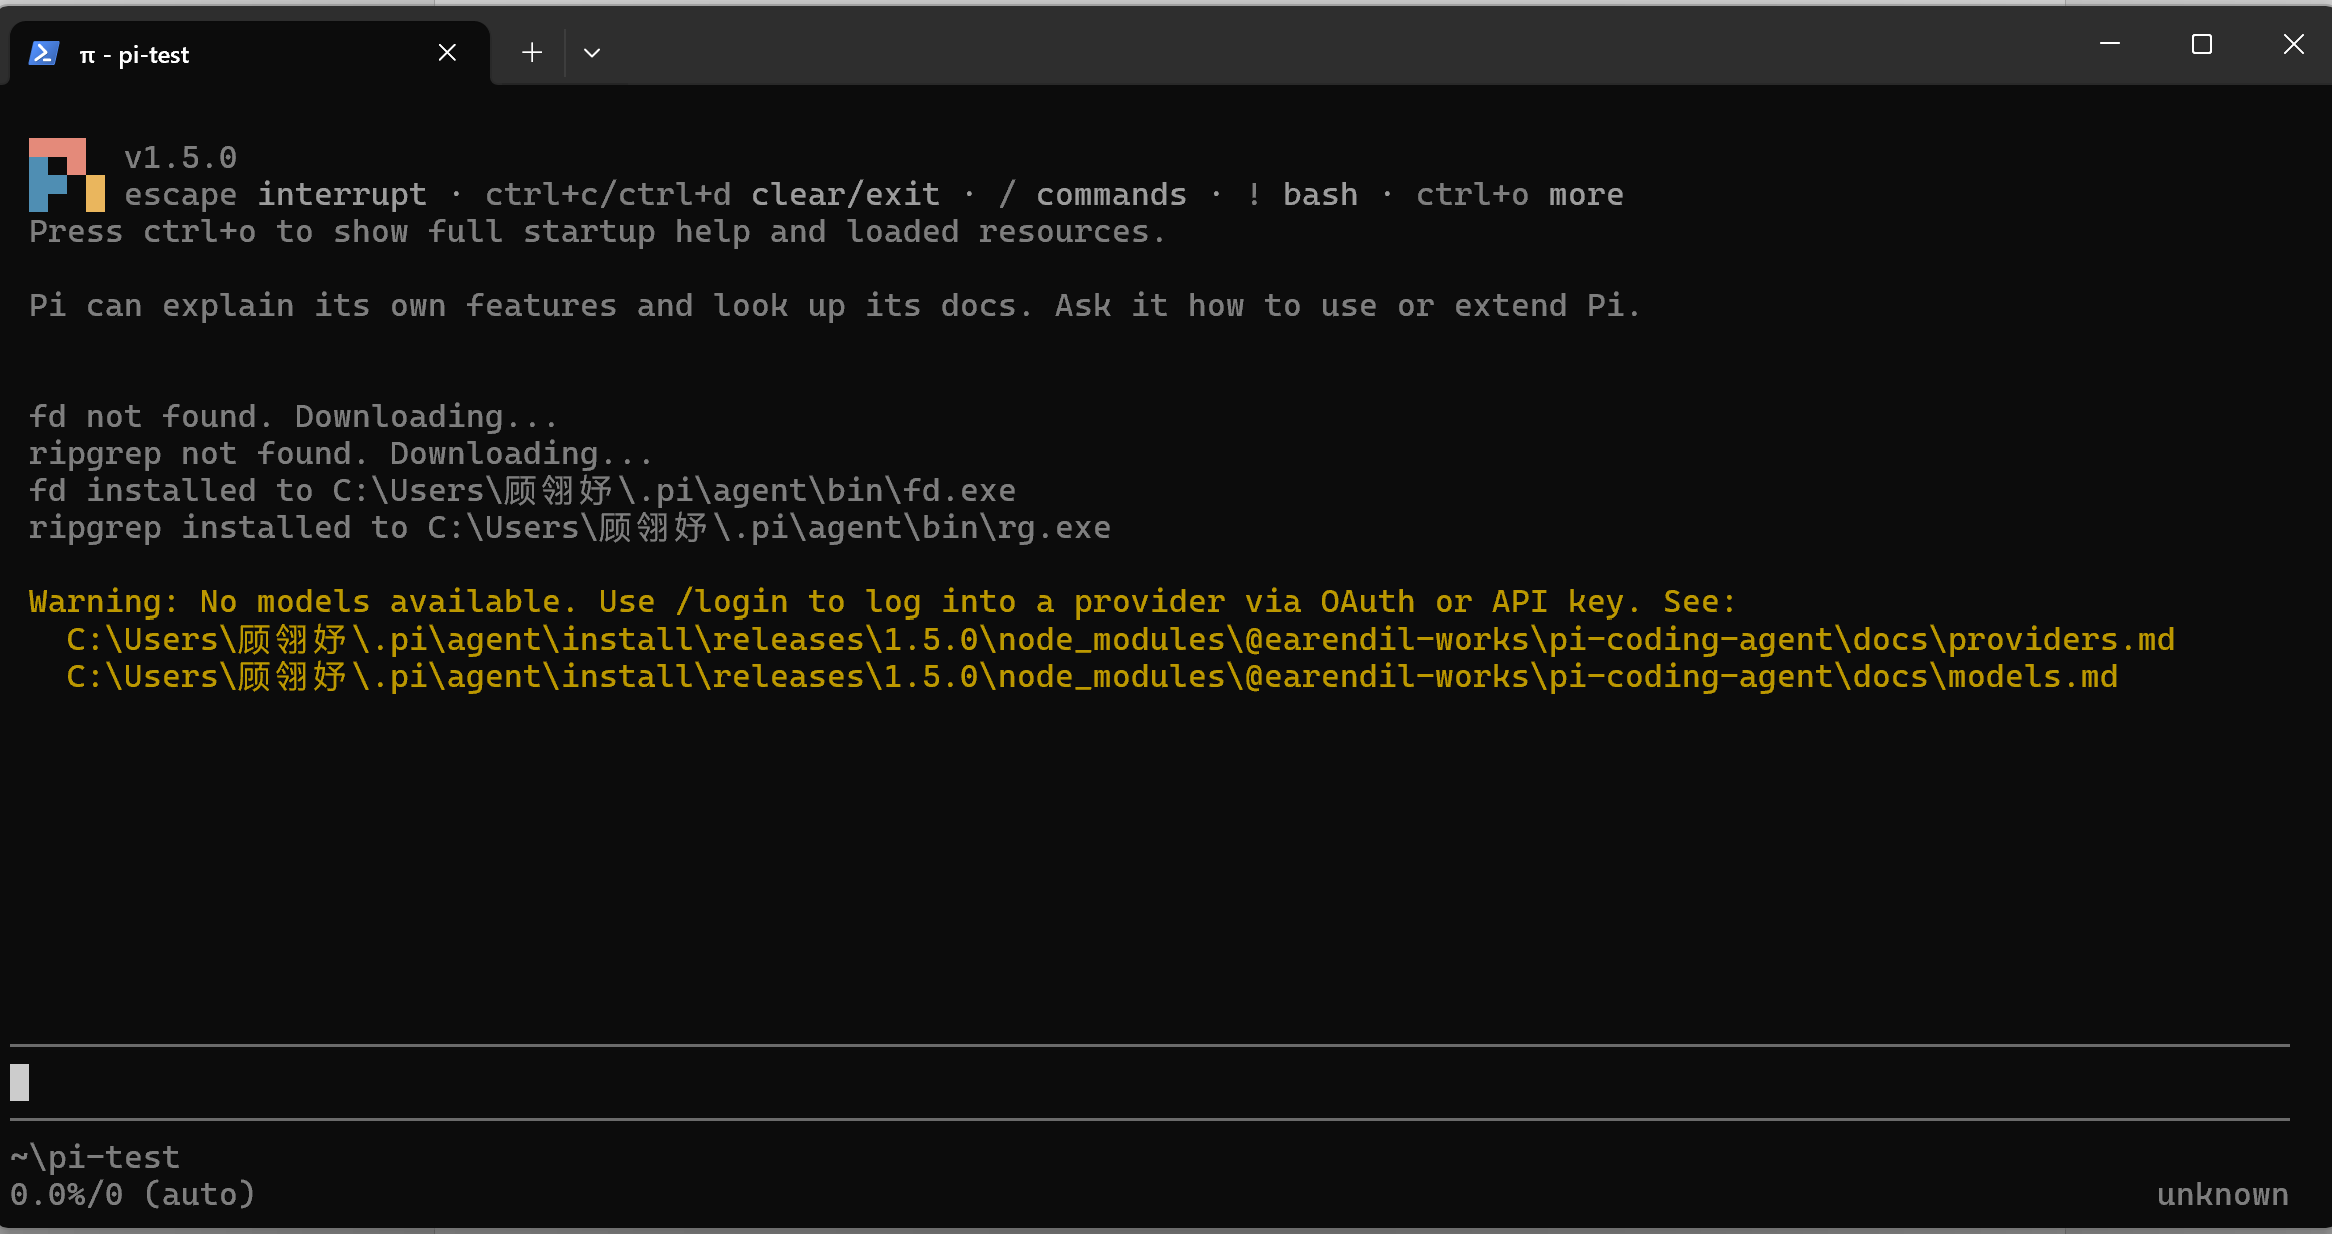 π - pi-test
v1.5.0
escape interrupt · ctrl+c/ctrl+d clear/exit · / commands · ! bash · ctrl+o more
Press ctrl+o to show full startup help and loaded resources.
Pi can explain its own features and look up its docs. Ask it how to use or extend Pi.
fd not found. Downloading...
ripgrep not found. Downloading...
fd installed to C:\Users\顾翎妤\.pi\agent\bin\fd.exe
ripgrep installed to C:\Users\顾翎妤\.pi\agent\bin\rg.exe
Warning: No models available. Use /login to log into a provider via OAuth or API key. See:
C:\Users\顾翎妤\.pi\agent\install\releases\1.5.0\node_modules\@earendil-works\pi-coding-agent\docs\providers.md
C:\Users\顾翎妤\.pi\agent\install\releases\1.5.0\node_modules\@earendil-works\pi-coding-agent\docs\models.md
~\pi-test
0.0%/0 (auto) unknown